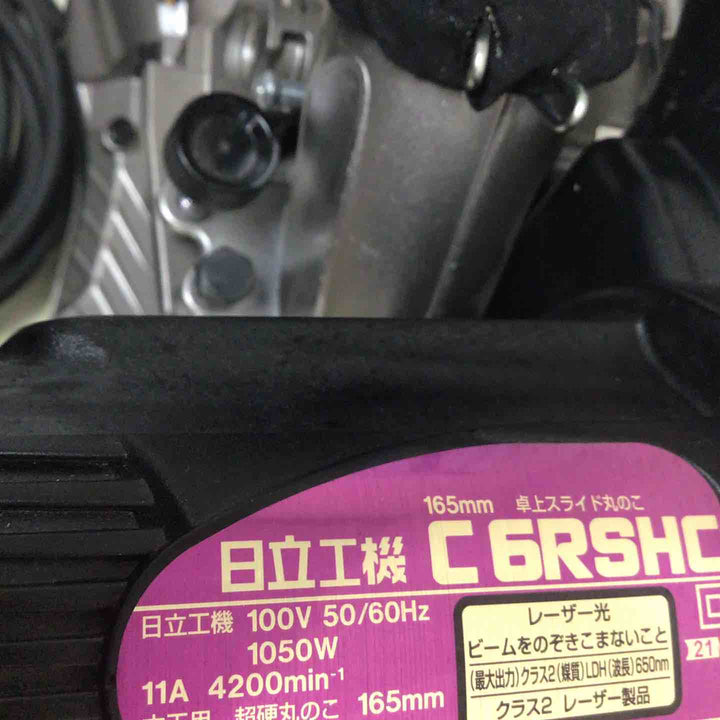 165mm 卓上スライド丸のこ
日立工機 C6RSHC
日立工機 100V 50/60Hz
1050W
11A 4200min⁻¹
超硬丸のこ 165mm
レーザー光
ビームをのぞきこまないこと
(最大出力)クラス2(媒質)LDH(波長)650nm
クラス2 レーザー製品
21